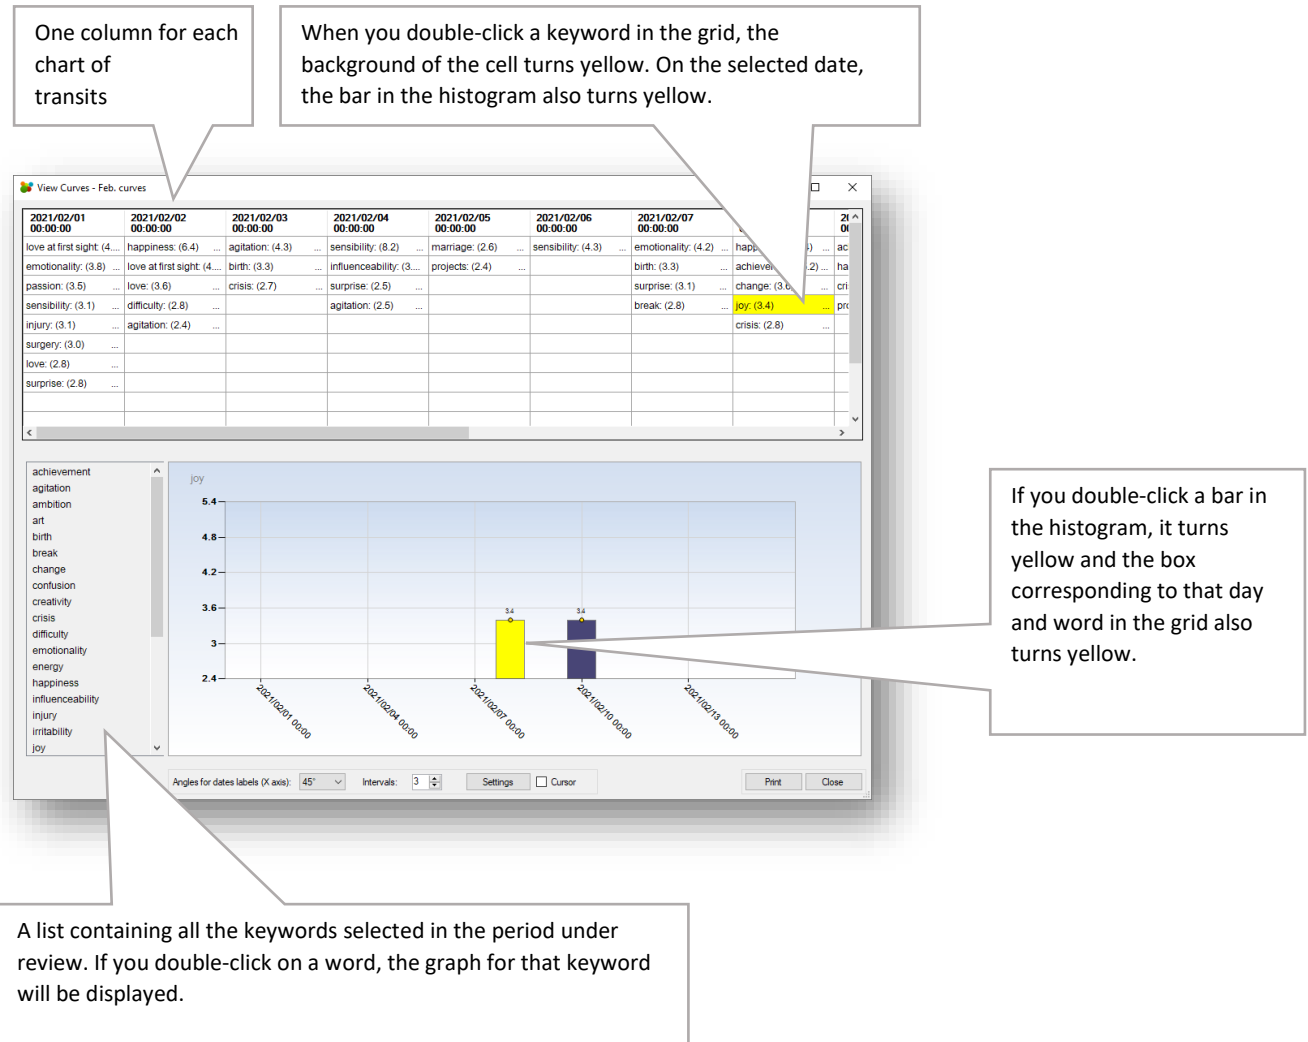 One column for each
chart of
transits
When you double-click a keyword in the grid, the
background of the cell turns yellow. On the selected date,
the bar in the histogram also turns yellow.
View Curves - Feb. curves
2021/02/01 2021/02/02 2021/02/03 2021/02/04 2021/02/05 2021/02/06 2021/02/07
00:00:00 00:00:00 00:00:00 00:00:00 00:00:00 00:00:00 00:00:00
love at first sight: (4... happiness: (6.4) ... agitation: (4.3) ... sensibility: (8.2) ... marriage: (2.6) ... sensibility: (4.3) ... emotionality: (4.2) ...
emotionality: (3.8) ... love at first sight: (4... birth: (3.3) ... influenceability: (3... projects: (2.4) ... birth: (3.3) ...
passion: (3.5) ... love: (3.6) ... crisis: (2.7) ... surprise: (2.5) ... surprise: (3.1) ... change: (3.6) ...
sensibility: (3.1) ... difficulty: (2.8) ... agitation: (2.5) ... break: (2.8) ... joy: (3.4) ...
injury: (3.1) ... agitation: (2.4) ... crisis: (2.8) ...
surgery: (3.0) ...
love: (2.8) ...
surprise: (2.8) ...
achievement
agitation
ambition
art
birth
break
change
confusion
creativity
crisis
difficulty
emotionality
energy
happiness
influenceability
injury
irritability
joy
joy
5.4
4.8
4.2
3.6
3
2.4
3.4 3.4
2021/02/01 00:00 2021/02/04 00:00 2021/02/07 00:00 2021/02/10 00:00 2021/02/13 00:00
Angles for dates labels (X axis): 45° Intervals: 3 Settings Cursor Print Close
If you double-click a bar in
the histogram, it turns
yellow and the box
corresponding to that day
and word in the grid also
turns yellow.
A list containing all the keywords selected in the period under
review. If you double-click on a word, the graph for that keyword
will be displayed.